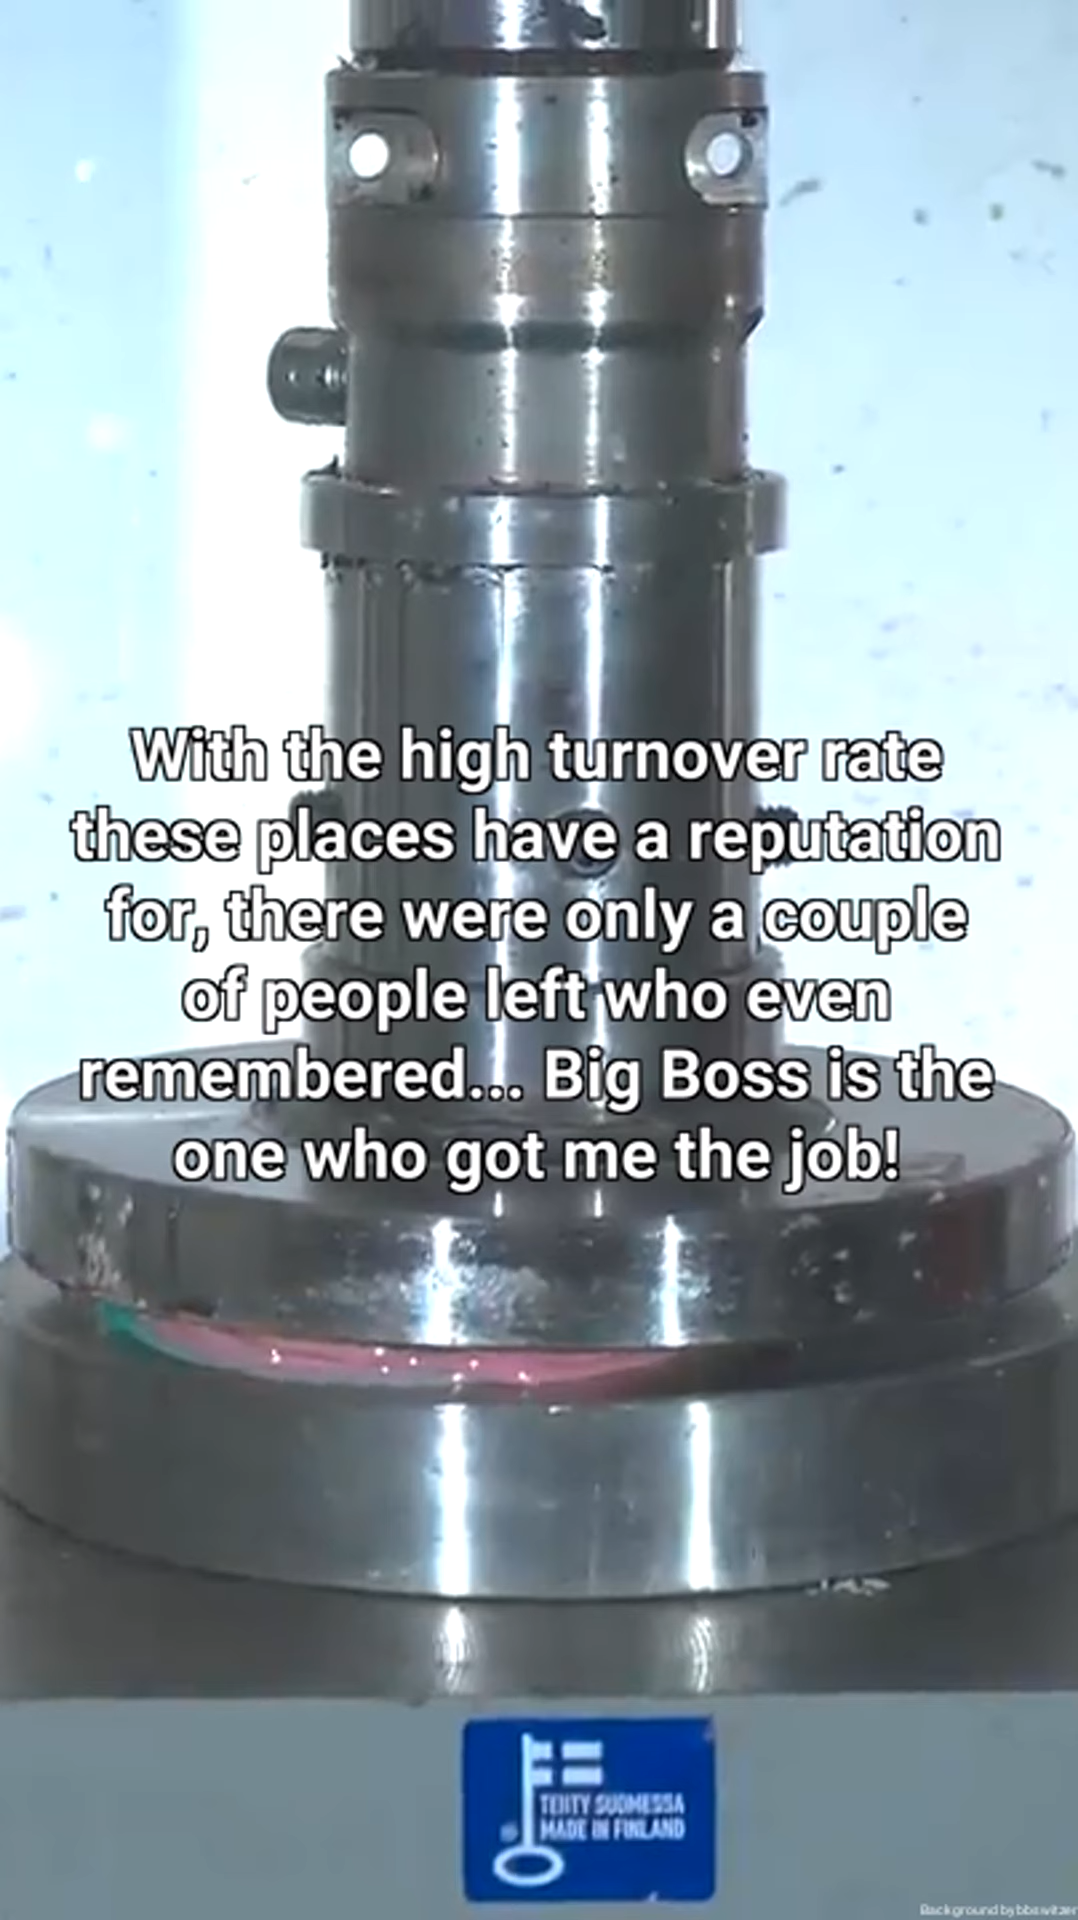 With the high turnover rate
these places have a reputation
for, there were only a couple
of people left who even
remembered... Big Boss is the
one who got me the job!
TEHTY SUOMESSA
MADE IN FINLAND
Background by bbswitzer